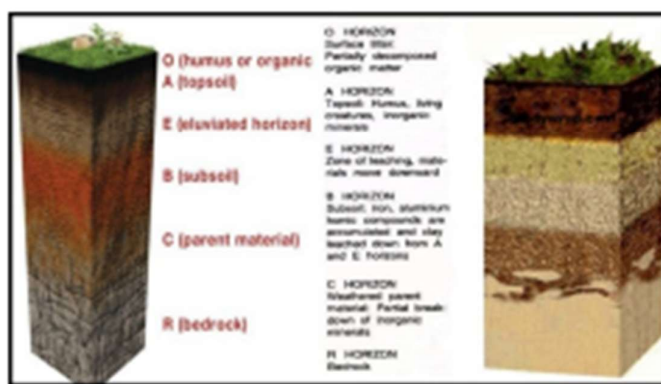 O (humus or organic
A (topsoil)
E (eluviated horizon)
B (subsoil)
C (parent material)
R (bedrock)
O HORIZON
Surface litter:
Partially decomposed
organic matter
A HORIZON
Topsoil: Humus, living
creatures, inorganic
minerals
E HORIZON
Zone of leaching, mate-
rials move downward
B HORIZON
Subsoil: Iron, aluminium
humic compounds are
accumulated and clay
leached down from A
and E horizons
C HORIZON
Weathered parent
material: Partial break-
down of inorganic
minerals
R HORIZON
Bedrock